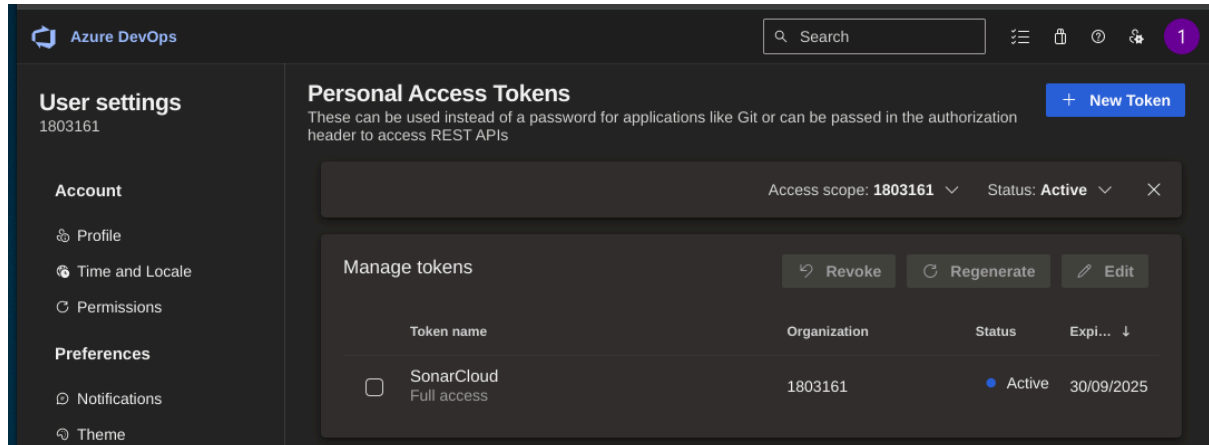 Azure DevOps
Search
1
User settings
1803161
Account
Profile
Time and Locale
Permissions
Preferences
Notifications
Theme
Personal Access Tokens
These can be used instead of a password for applications like Git or can be passed in the authorization
header to access REST APIs
+ New Token
Access scope: 1803161 Status: Active
Manage tokens
Revoke Regenerate Edit
Token name Organization Status Expi... ↓
SonarCloud 1803161 Active 30/09/2025
Full access